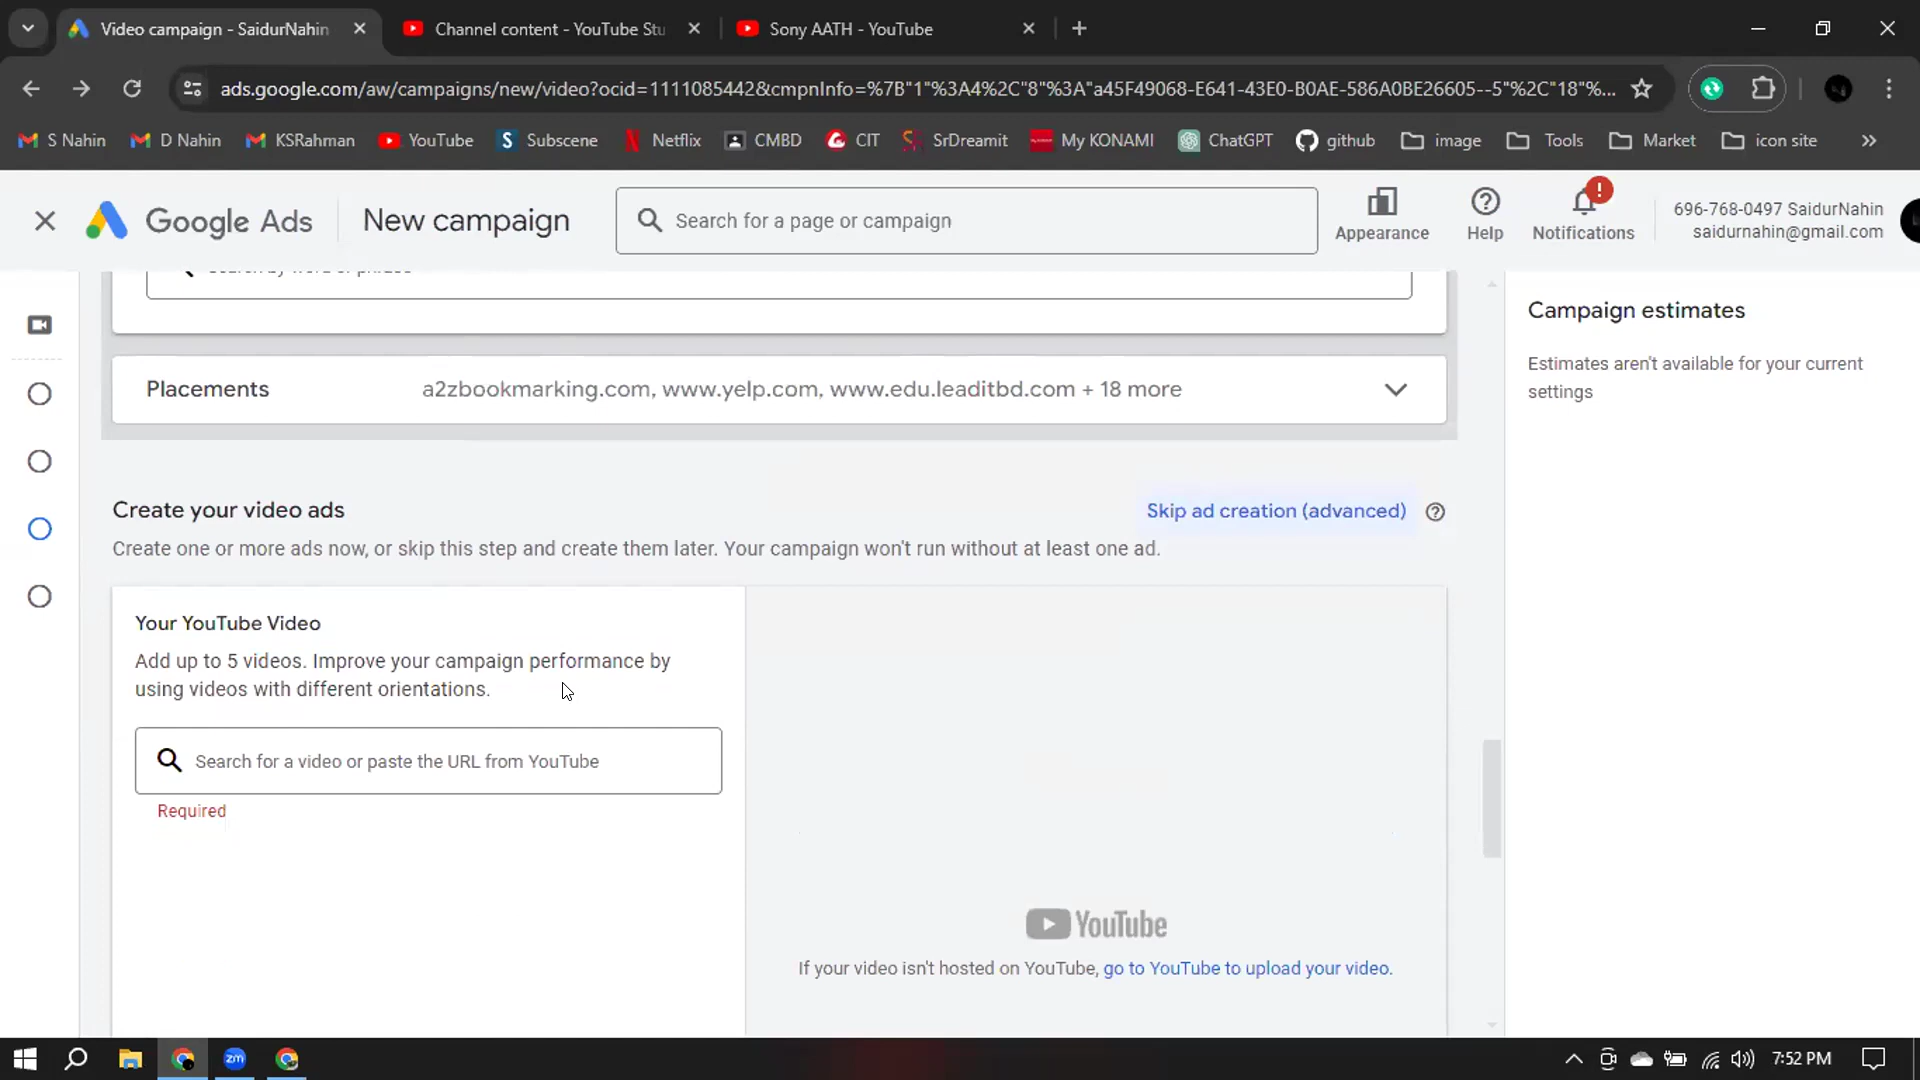 Video campaign - SaidurNahin
Channel content - YouTube Stu
Sony AATH - YouTube
ads.google.com/aw/campaigns/new/video?ocid=1111085442&cmpnInfo=%7B"1"%3A4%2C"8"%3A"a45F49068-E641-43E0-B0AE-586A0BE26605--5"%2C"18"%...
S Nahin
D Nahin
KSRahman
YouTube
Subscene
Netflix
CMBD
CIT
SrDreamit
My KONAMI
ChatGPT
github
image
Tools
Market
icon site
Google Ads
New campaign
Search for a page or campaign
Appearance
Help
Notifications
696-768-0497 SaidurNahin
saidurnahin@gmail.com
Search by word or phrase
Campaign estimates
Estimates aren't available for your current
settings
Placements
a2zbookmarking.com, www.yelp.com, www.edu.leaditbd.com + 18 more
Create your video ads
Skip ad creation (advanced)
Create one or more ads now, or skip this step and create them later. Your campaign won't run without at least one ad.
Your YouTube Video
Add up to 5 videos. Improve your campaign performance by
using videos with different orientations.
Search for a video or paste the URL from YouTube
Required
YouTube
If your video isn't hosted on YouTube, go to YouTube to upload your video.
zm
7:52 PM